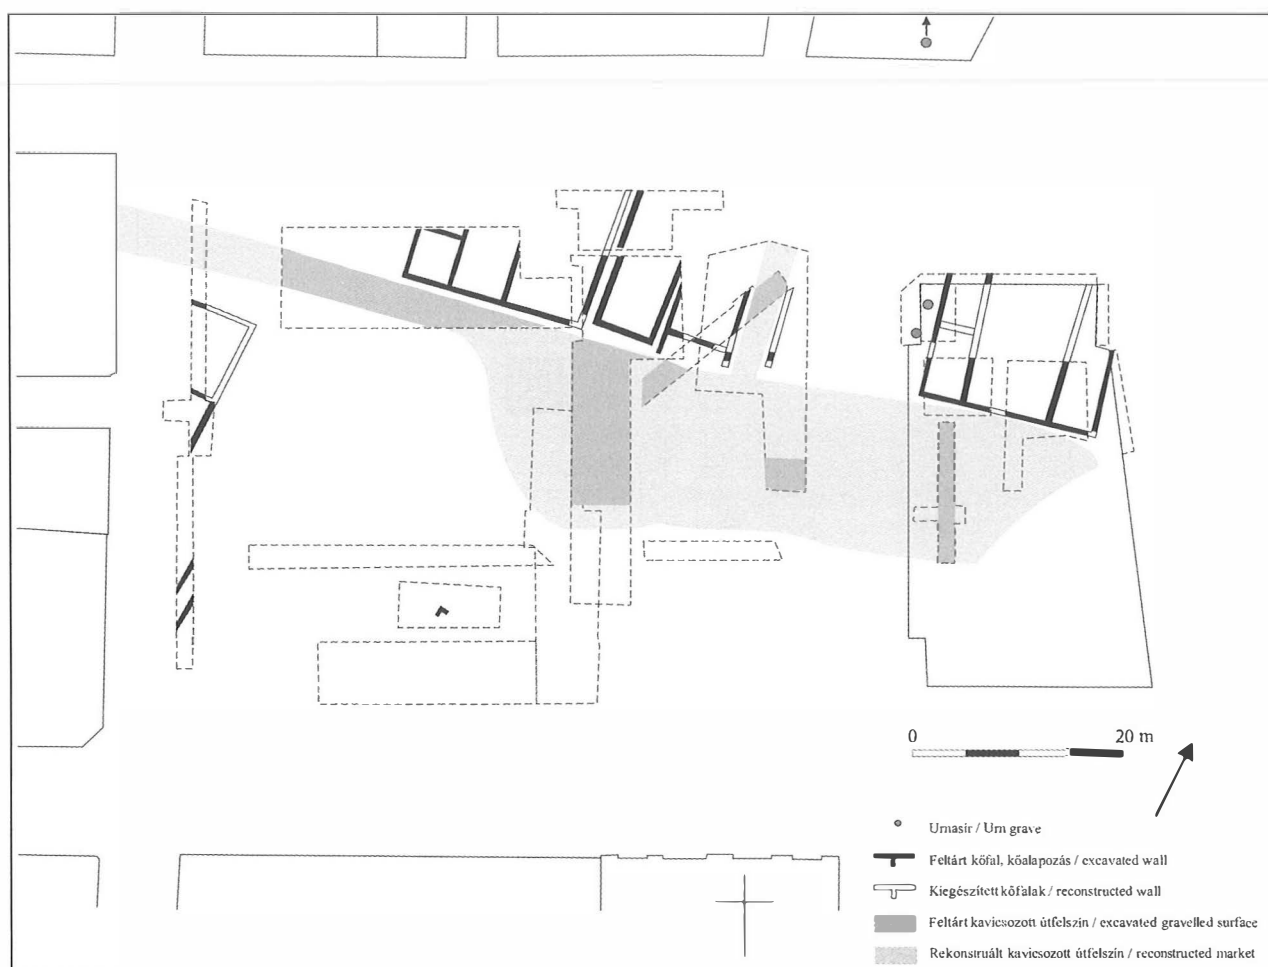 0 20 m
Urnasír / Urn grave
Feltárt kőfal, kőalapozás / excavated wall
Kiegészített kőfalak / reconstructed wall
Feltárt kavicsozott útfelszín / excavated gravelled surface
Rekonstruált kavicsozott útfelszín / reconstructed market